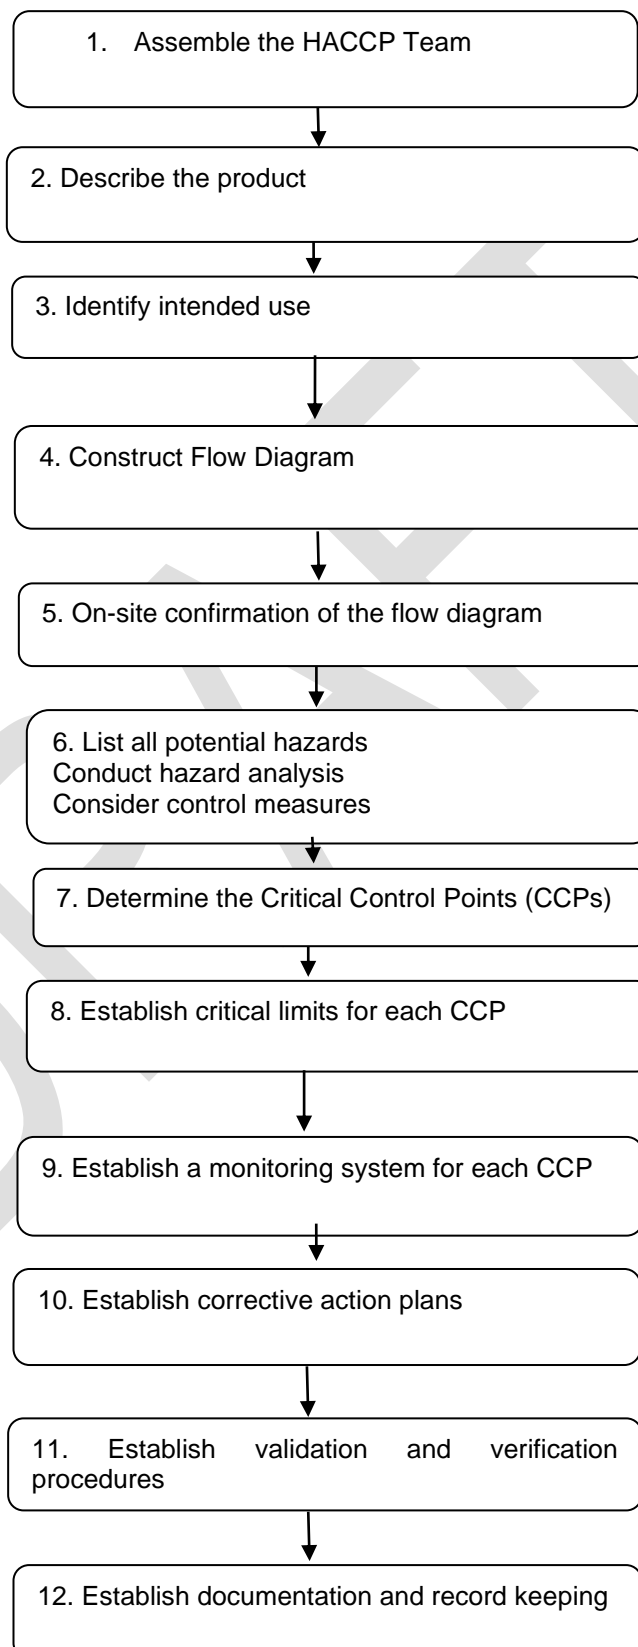 1. Assemble the HACCP Team
2. Describe the product
3. Identify intended use
4. Construct Flow Diagram
5. On-site confirmation of the flow diagram
6. List all potential hazards
Conduct hazard analysis
Consider control measures
7. Determine the Critical Control Points (CCPs)
8. Establish critical limits for each CCP
9. Establish a monitoring system for each CCP
10. Establish corrective action plans
11. Establish validation and verification
procedures
12. Establish documentation and record keeping